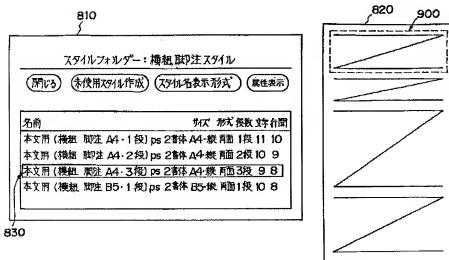 810
820
900
スタイルフォルダー：横組 脚注 スタイル
閉じる 未使用スタイル作成 スタイル名表示形式 属性表示
名前 サイズ 形式 段数 文字 行間
本文用 (横組 脚注 A4・1段) ps 2書体 A4-縦 両面 1段 11 10
本文用 (横組 脚注 A4・2段) ps 2書体 A4-縦 両面 2段 10 9
本文用 (横組 脚注 A4・3段) ps 2書体 A4-縦 両面 3段 9 8
本文用 (横組 脚注 B5・1段) ps 2書体 B5-縦 両面 1段 10 8
830